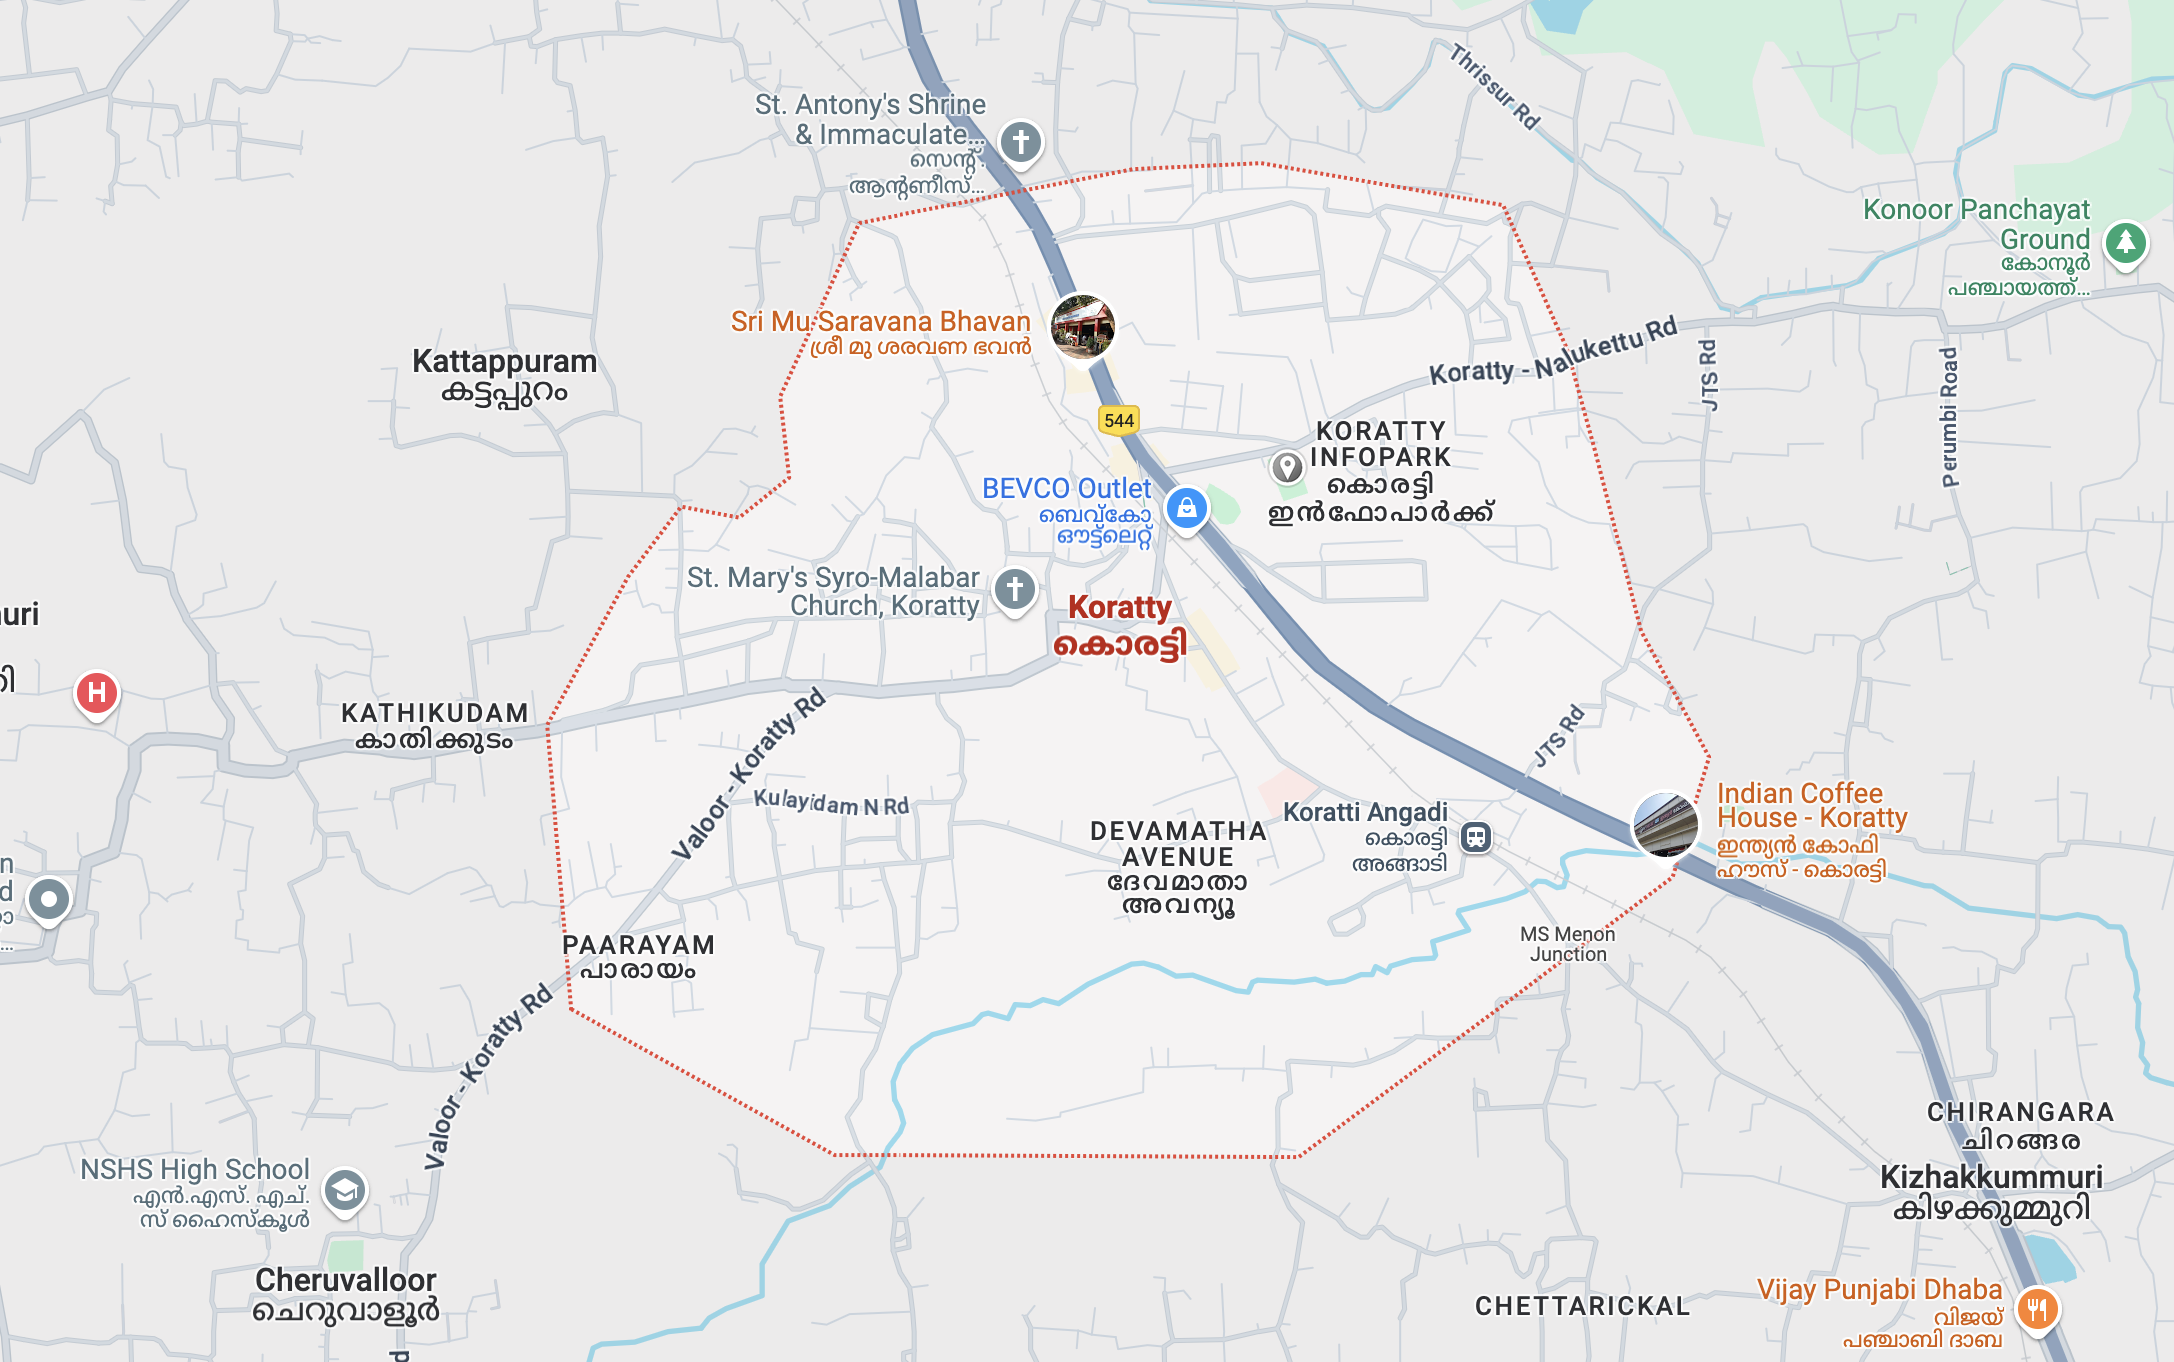 Thrissur Rd
St. Antony's Shrine
& Immaculate...
സെന്റ്.
ആന്റണീസ്...
Konoor Panchayat
Ground
കോനൂർ
പഞ്ചായത്ത്...
Sri Mu Saravana Bhavan
ശ്രീ മു ശരവണ ഭവൻ
Koratty - Nalukettu Rd
JTS Rd
Perumbi Road
Kattappuram
കട്ടപ്പുറം
544
KORATTY
INFOPARK
കൊരട്ടി
ഇൻഫോപാർക്ക്
BEVCO Outlet
ബെവ്കോ
ഔട്ട്ലെറ്റ്
St. Mary's Syro-Malabar
Church, Koratty
Koratty
കൊരട്ടി
H
KATHIKUDAM
കാതിക്കുടം
Valoor - Koratty Rd
JTS Rd
Kulayidam N Rd
DEVAMATHA
AVENUE
ദേവമാതാ
അവന്യൂ
Koratti Angadi
കൊരട്ടി
അങ്ങാടി
Indian Coffee
House - Koratty
ഇന്ത്യൻ കോഫി
ഹൗസ് - കൊരട്ടി
PAARAYAM
പാരായം
MS Menon
Junction
Valoor - Koratty Rd
CHIRANGARA
ചിറങ്ങര
Kizhakkummuri
കിഴക്കുമ്മുറി
NSHS High School
എൻ.എസ്. എച്.
സ് ഹൈസ്കൂൾ
Cheruvalloor
ചെറുവാളൂർ
CHETTARICKAL
Vijay Punjabi Dhaba
വിജയ്
പഞ്ചാബി ദാബ